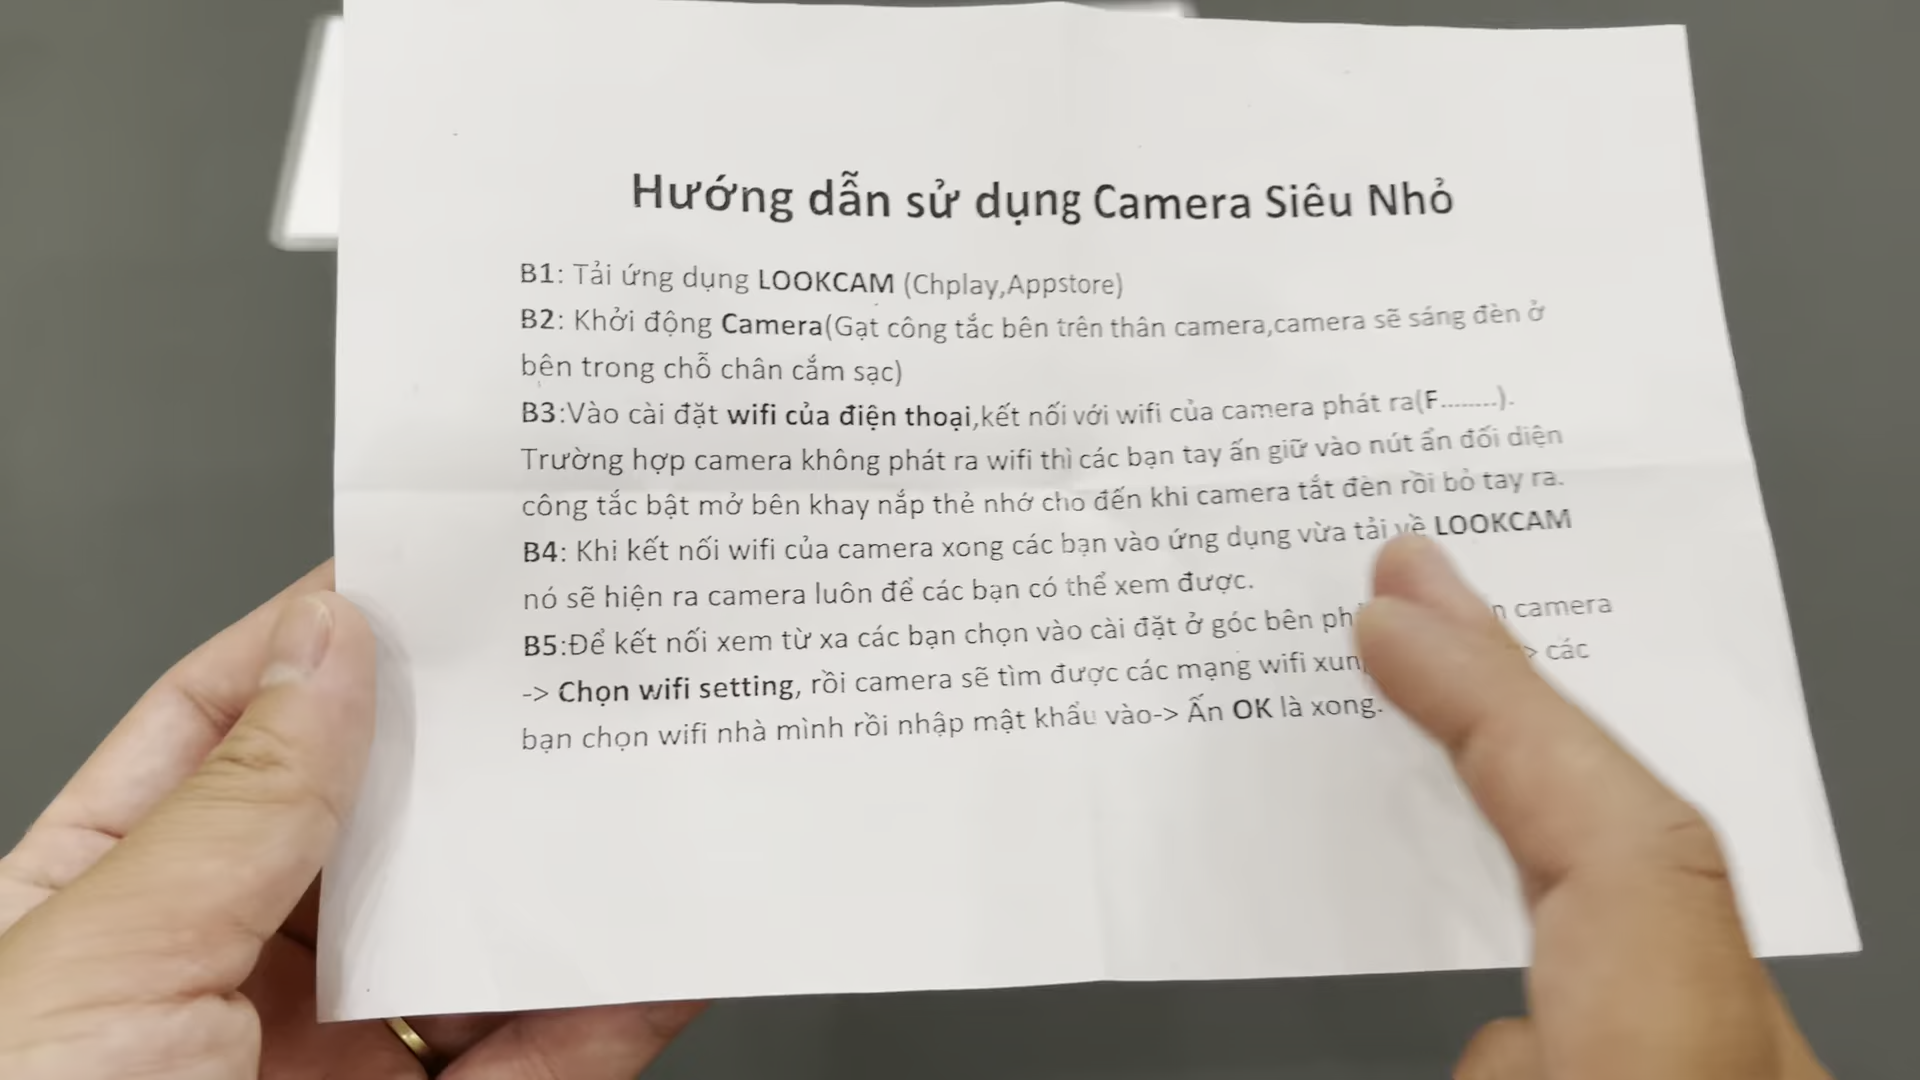 Hướng dẫn sử dụng Camera Siêu Nhỏ
B1: Tải ứng dụng LOOKCAM (Chplay,Appstore)
B2: Khởi động Camera(Gạt công tắc bên trên thân camera,camera sẽ sáng đèn ở
bên trong chỗ chân cắm sạc)
B3:Vào cài đặt wifi của điện thoại,kết nối với wifi của camera phát ra(F........).
Trường hợp camera không phát ra wifi thì các bạn tay ấn giữ vào nút ẩn đối diện
công tắc bật mở bên khay nắp thẻ nhớ cho đến khi camera tắt đèn rồi bỏ tay ra.
B4: Khi kết nối wifi của camera xong các bạn vào ứng dụng vừa tải về LOOKCAM
nó sẽ hiện ra camera luôn để các bạn có thể xem được.
B5:Để kết nối xem từ xa các bạn chọn vào cài đặt ở góc bên camera
-> Chọn wifi setting, rồi camera sẽ tìm được các mạng wifi > các
bạn chọn wifi nhà mình rồi nhập mật khẩu vào-> Ấn OK là xong.